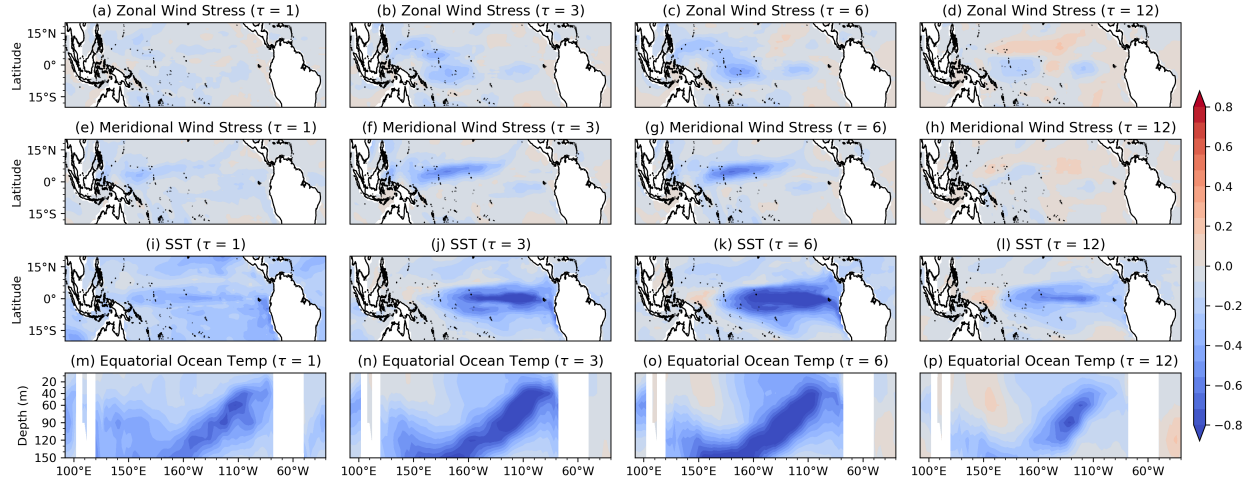 (a) Zonal Wind Stress (τ = 1)
(b) Zonal Wind Stress (τ = 3)
(c) Zonal Wind Stress (τ = 6)
(d) Zonal Wind Stress (τ = 12)
Latitude
15°N
0°
15°S
(e) Meridional Wind Stress (τ = 1)
(f) Meridional Wind Stress (τ = 3)
(g) Meridional Wind Stress (τ = 6)
(h) Meridional Wind Stress (τ = 12)
Latitude
15°N
0°
15°S
(i) SST (τ = 1)
(j) SST (τ = 3)
(k) SST (τ = 6)
(l) SST (τ = 12)
Latitude
15°N
0°
15°S
(m) Equatorial Ocean Temp (τ = 1)
(n) Equatorial Ocean Temp (τ = 3)
(o) Equatorial Ocean Temp (τ = 6)
(p) Equatorial Ocean Temp (τ = 12)
Depth (m)
20
40
60
90
120
150
100°E 150°E 160°W 110°W 60°W
100°E 150°E 160°W 110°W 60°W
100°E 150°E 160°W 110°W 60°W
100°E 150°E 160°W 110°W 60°W
0.8
0.6
0.4
0.2
0.0
−0.2
−0.4
−0.6
−0.8